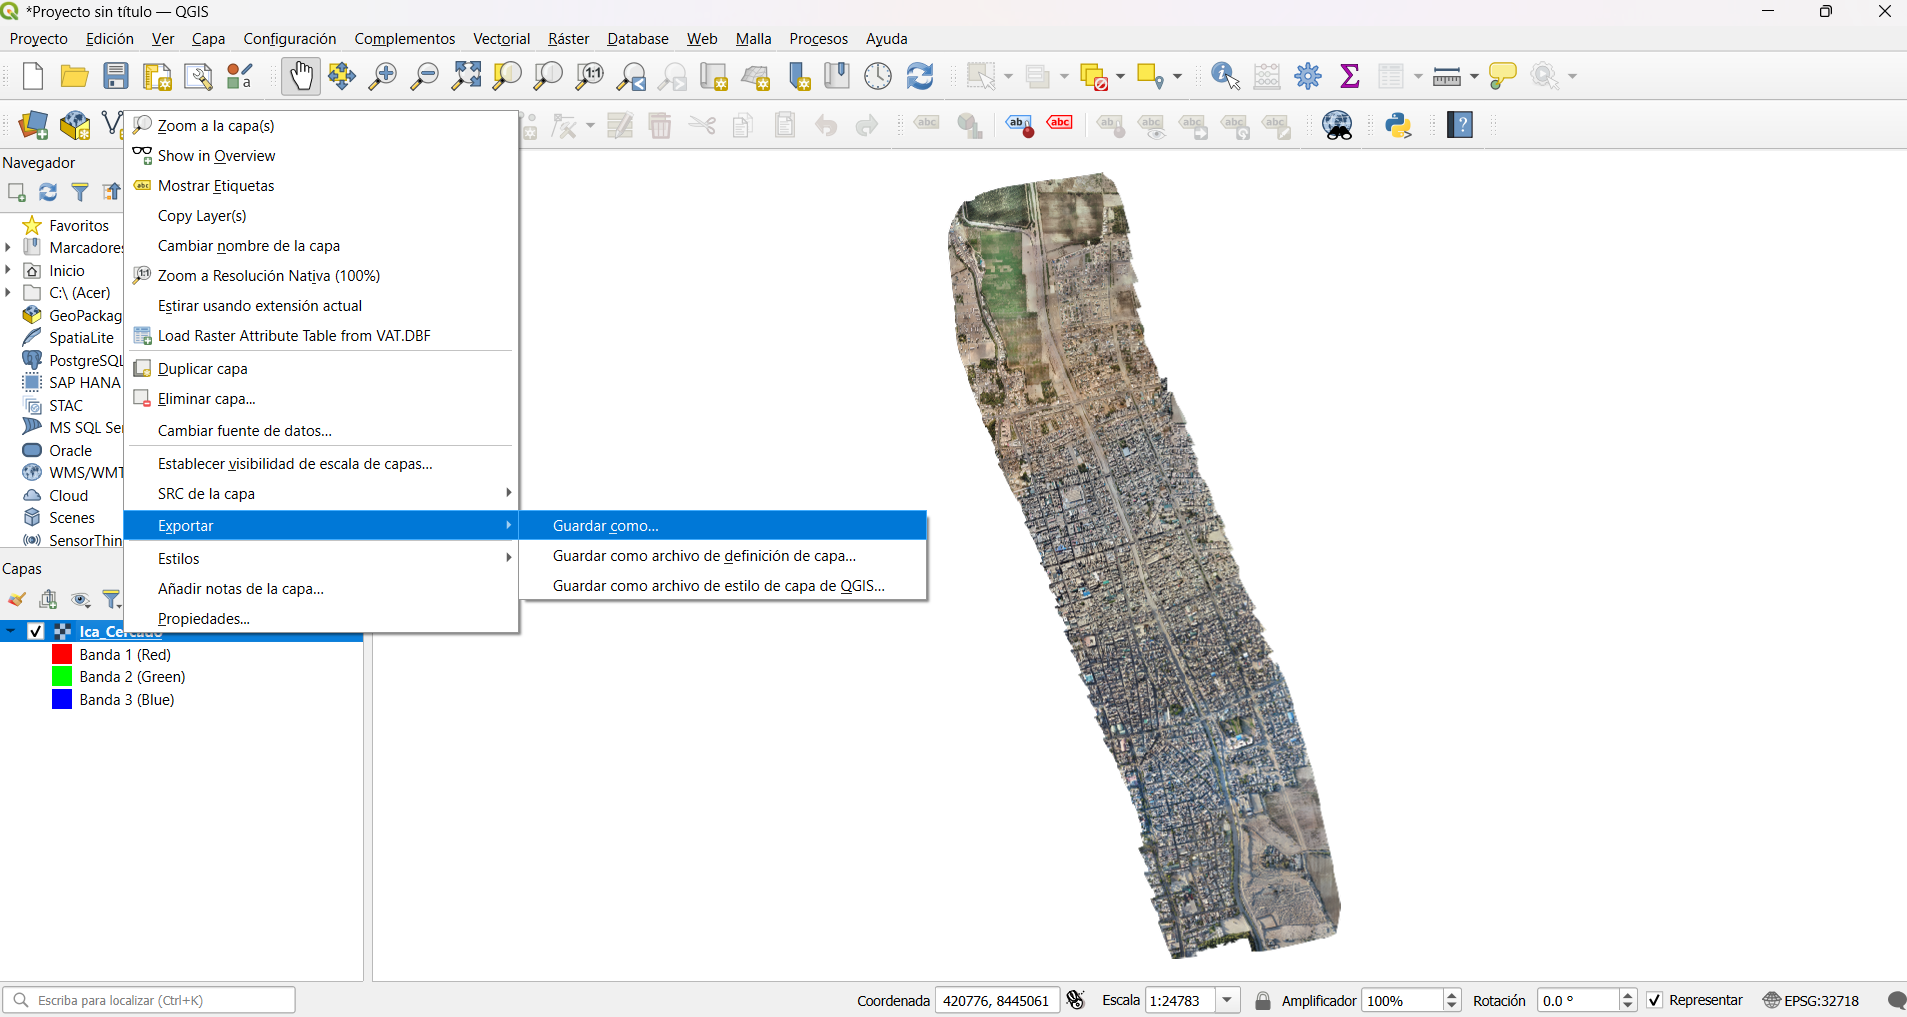 *Proyecto sin título — QGIS
Proyecto Edición Ver Capa Configuración Complementos Vectorial Ráster Database Web Malla Procesos Ayuda
Navegador
Favoritos
Marcadores
Inicio
C:\ (Acer)
GeoPackag
SpatiaLite
PostgreSQL
SAP HANA
STAC
MS SQL Se
Oracle
WMS/WMT
Cloud
Scenes
SensorThin
Zoom a la capa(s)
Show in Overview
Mostrar Etiquetas
Copy Layer(s)
Cambiar nombre de la capa
Zoom a Resolución Nativa (100%)
Estirar usando extensión actual
Load Raster Attribute Table from VAT.DBF
Duplicar capa
Eliminar capa...
Cambiar fuente de datos...
Establecer visibilidad de escala de capas...
SRC de la capa
Exportar
Estilos
Añadir notas de la capa...
Propiedades...
Guardar como...
Guardar como archivo de definición de capa...
Guardar como archivo de estilo de capa de QGIS...
Capas
Ica_Cercado
Banda 1 (Red)
Banda 2 (Green)
Banda 3 (Blue)
Escriba para localizar (Ctrl+K)
Coordenada 420776, 8445061 Escala 1:24783 Amplificador 100% Rotación 0.0 ° Representar EPSG:32718